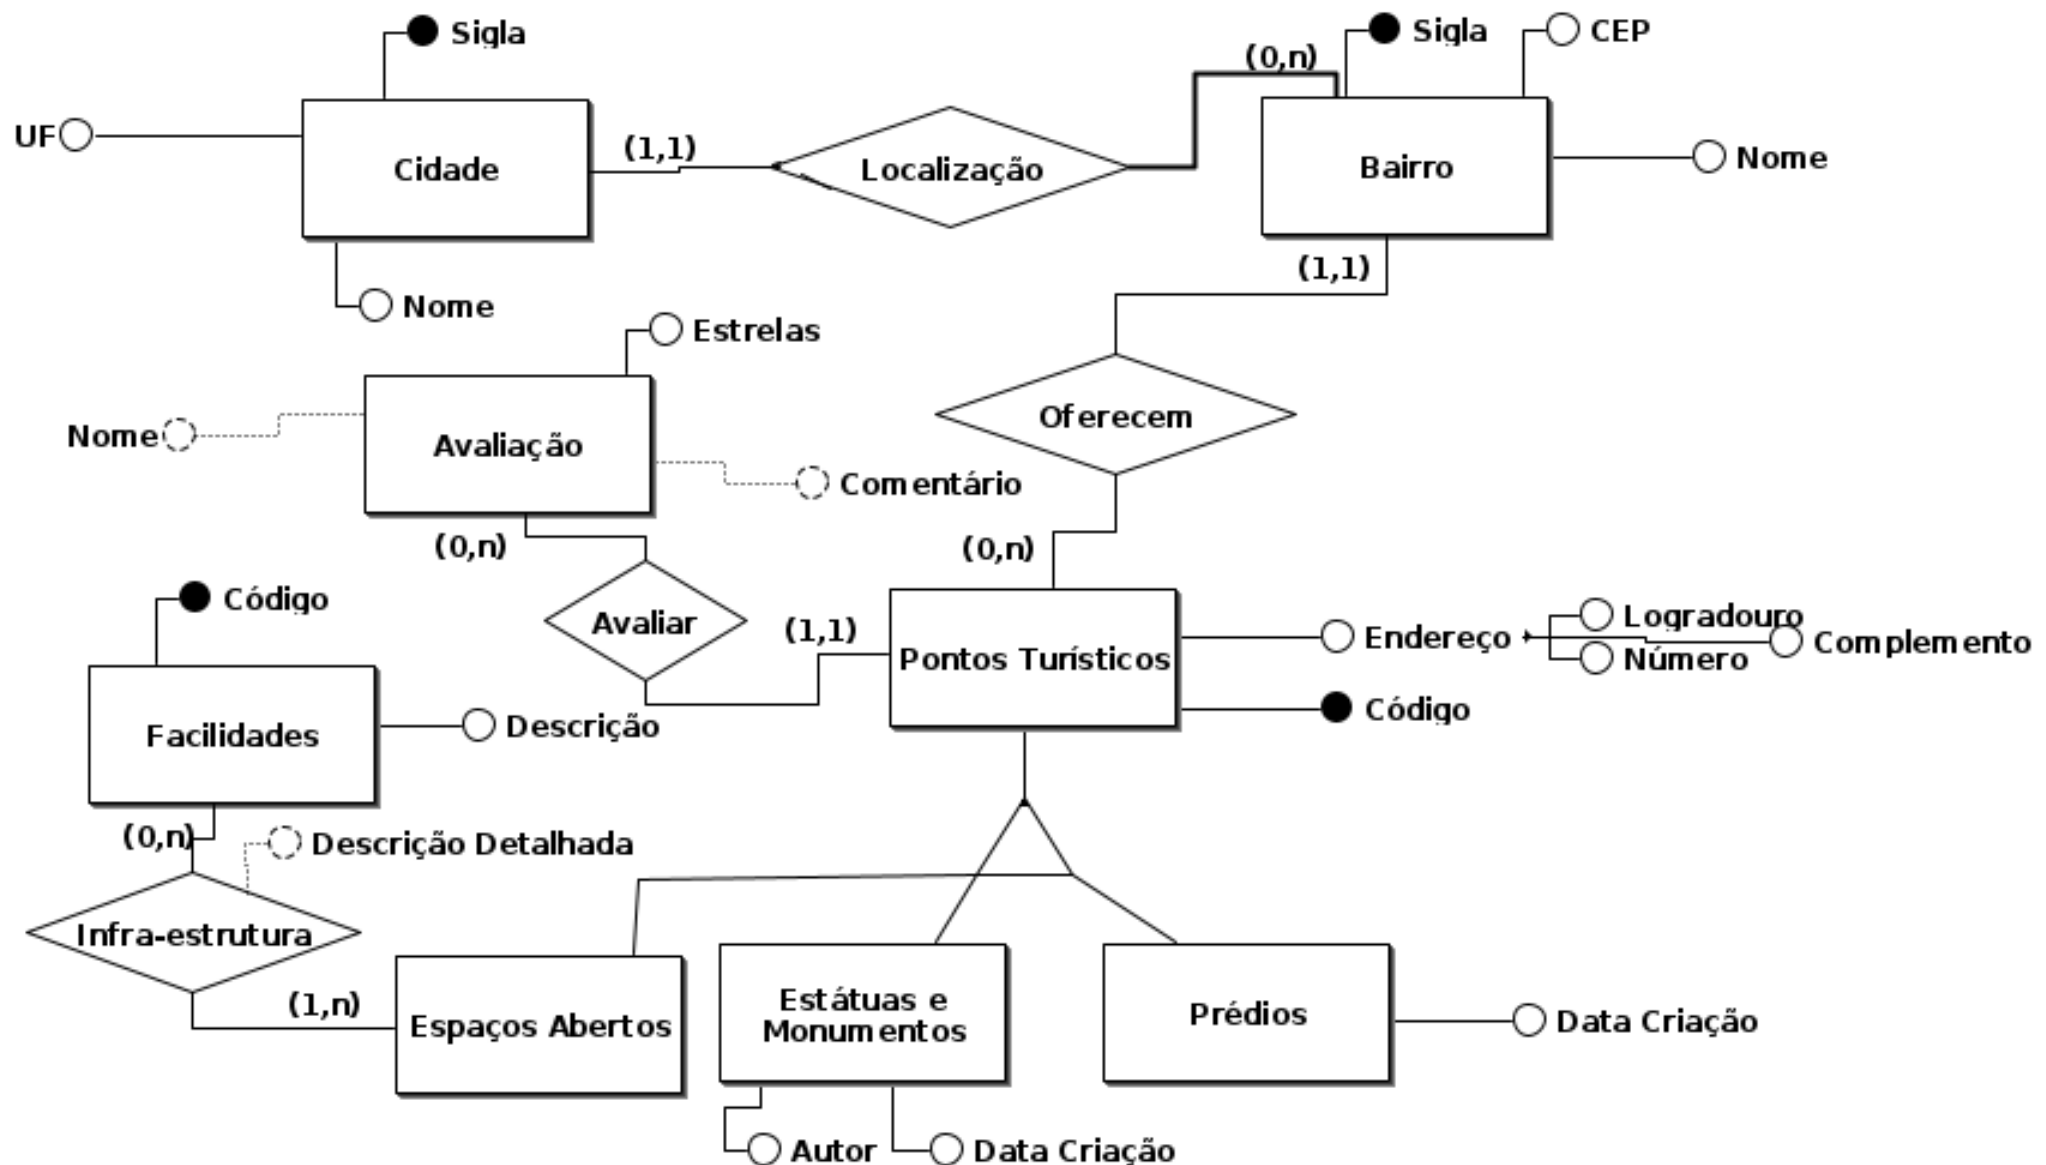 Sigla
Sigla
CEP
(0,n)
UF
(1,1)
Cidade
Localização
Bairro
Nome
(1,1)
Nome
Estrelas
Oferecem
Nome
Avaliação
Comentário
(0,n)
(0,n)
Código
Avaliar
(1,1)
Logradouro
Endereço
Complemento
Pontos Turísticos
Número
Código
Facilidades
Descrição
(0,n)
Descrição Detalhada
Infra-estrutura
(1,n)
Espaços Abertos
Estátuas e
Monumentos
Prédios
Data Criação
Autor
Data Criação